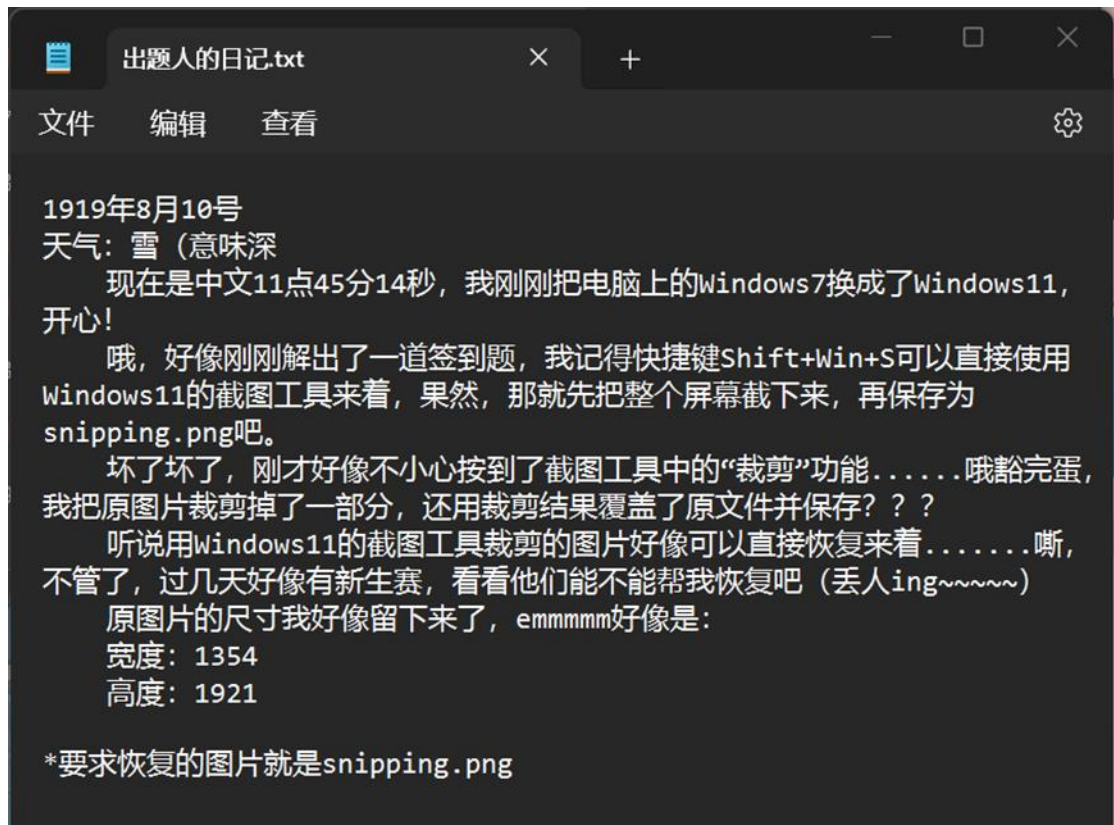 出题人的日记.txt
文件 编辑 查看
1919年8月10号
天气：雪（意味深
现在是中文11点45分14秒，我刚刚把电脑上的Windows7换成了Windows11，
开心！
哦，好像刚刚解出了一道签到题，我记得快捷键Shift+Win+S可以直接使用
Windows11的截图工具来着，果然，那就先把整个屏幕截下来，再保存为
snipping.png吧。
坏了坏了，刚才好像不小心按到了截图工具中的“裁剪”功能......哦豁完蛋，
我把原图片裁剪掉了一部分，还用裁剪结果覆盖了原文件并保存？？？
听说用Windows11的截图工具裁剪的图片好像可以直接恢复来着.......嘶，
不管了，过几天好像有新生赛，看看他们能不能帮我恢复吧（丢人ing~~~~~）
原图片的尺寸我好像留下来了，emmmmm好像是：
宽度：1354
高度：1921
*要求恢复的图片就是snipping.png